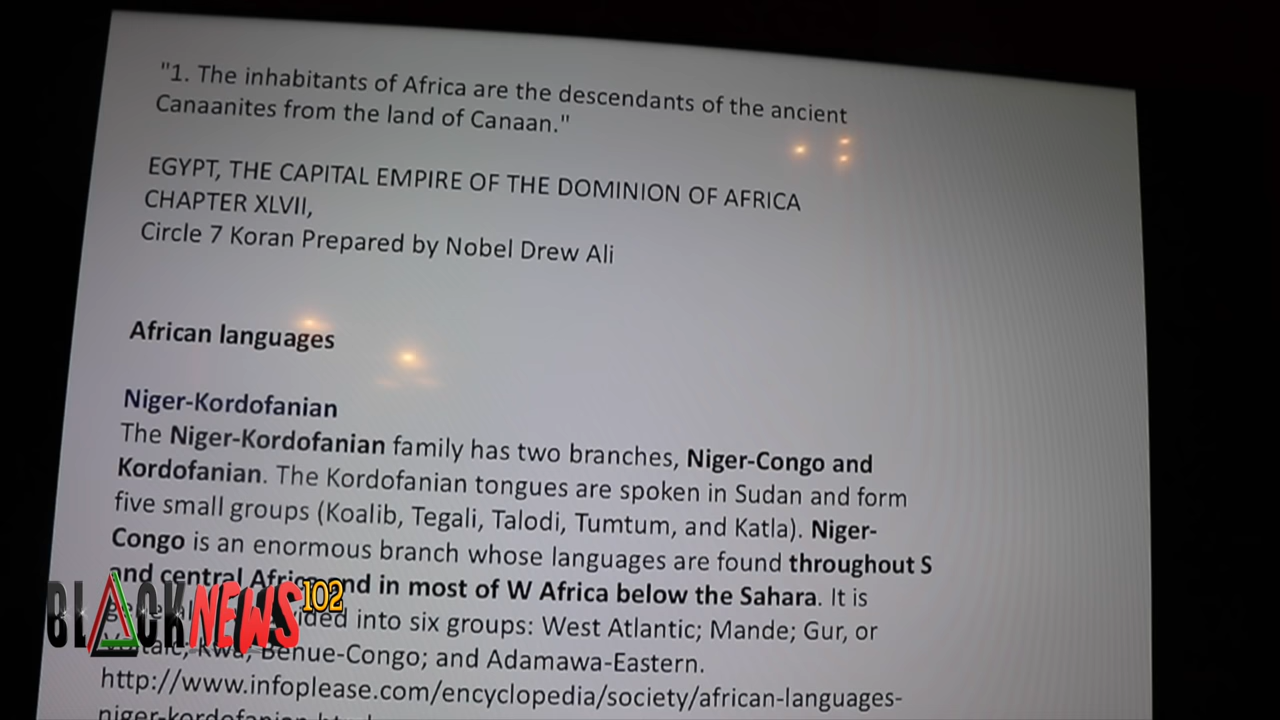 "1. The inhabitants of Africa are the descendants of the ancient
Canaanites from the land of Canaan."
EGYPT, THE CAPITAL EMPIRE OF THE DOMINION OF AFRICA
CHAPTER XLVII,
Circle 7 Koran Prepared by Nobel Drew Ali
African languages
Niger-Kordofanian
The Niger-Kordofanian family has two branches, Niger-Congo and
Kordofanian. The Kordofanian tongues are spoken in Sudan and form
five small groups (Koalib, Tegali, Talodi, Tumtum, and Katla). Niger-
Congo is an enormous branch whose languages are found throughout S
and central Africa and in most of W Africa below the Sahara. It is
into six groups: West Atlantic; Mande; Gur, or
Kwa; Benue-Congo; and Adamawa-Eastern.
http://www.infoplease.com/encyclopedia/society/african-languages-
niger-kordofanian.html
BLACK NEWS 102